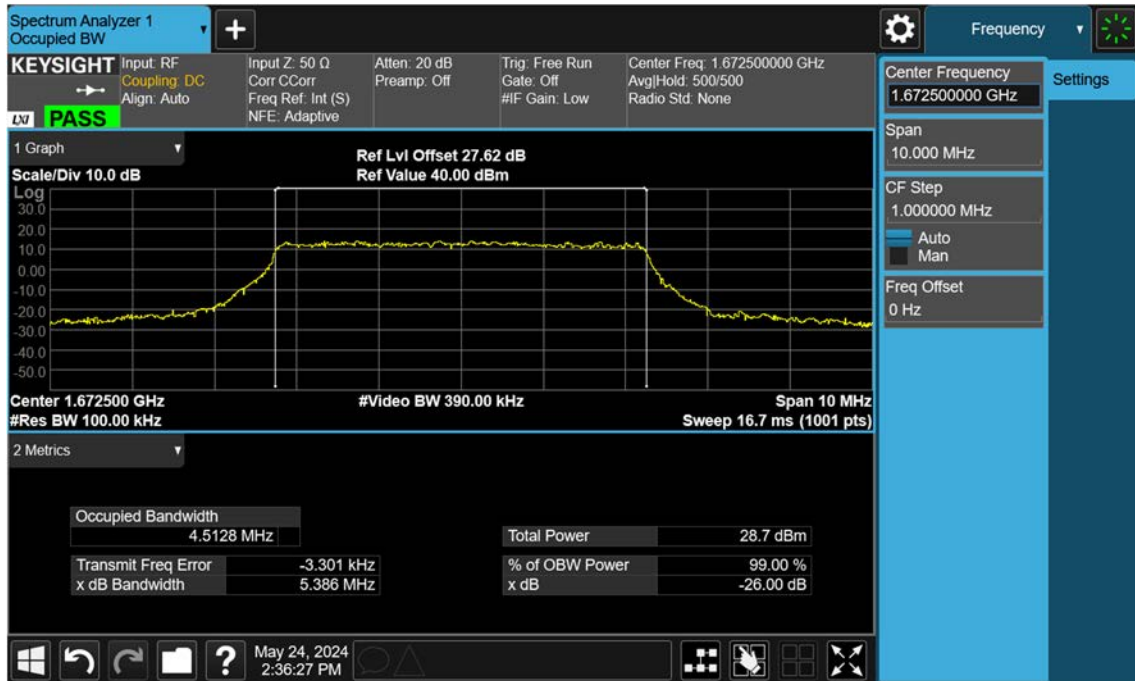 Spectrum Analyzer 1
Occupied BW
Frequency
KEYSIGHT
LXI
PASS
Input: RF
Coupling: DC
Align: Auto
Input Z: 50 Ω
Corr CCorr
Freq Ref: Int (S)
NFE: Adaptive
Atten: 20 dB
Preamp: Off
Trig: Free Run
Gate: Off
#IF Gain: Low
Center Freq: 1.672500000 GHz
Avg|Hold: 500/500
Radio Std: None
Center Frequency
1.672500000 GHz
Settings
Span
10.000 MHz
CF Step
1.000000 MHz
Auto
Man
Freq Offset
0 Hz
1 Graph
Ref Lvl Offset 27.62 dB
Scale/Div 10.0 dB
Ref Value 40.00 dBm
Log
30.0
20.0
10.0
0.00
-10.0
-20.0
-30.0
-40.0
-50.0
Center 1.672500 GHz
#Video BW 390.00 kHz
Span 10 MHz
#Res BW 100.00 kHz
Sweep 16.7 ms (1001 pts)
2 Metrics
Occupied Bandwidth
4.5128 MHz
Total Power 28.7 dBm
Transmit Freq Error -3.301 kHz
% of OBW Power 99.00 %
x dB Bandwidth 5.386 MHz
x dB -26.00 dB
?
May 24, 2024
2:36:27 PM